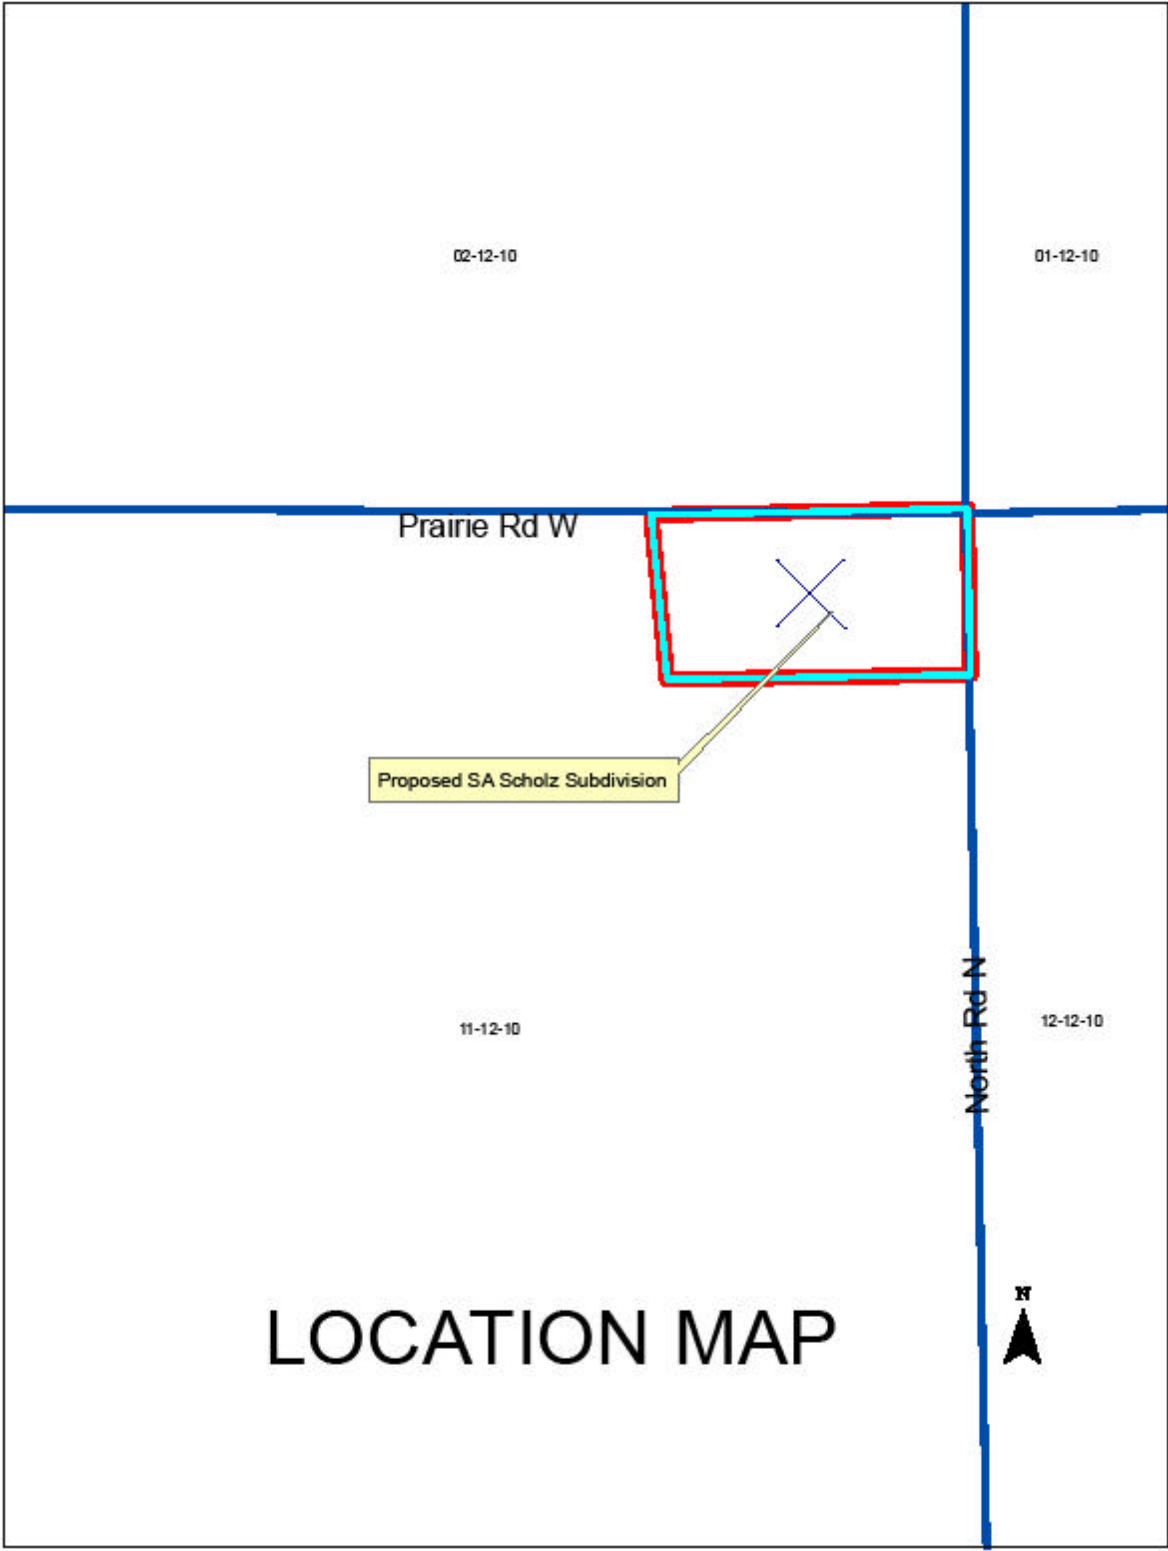 02-12-10
01-12-10
Prairie Rd W
Proposed SA Scholz Subdivision
North Rd N
11-12-10
12-12-10
N
LOCATION MAP